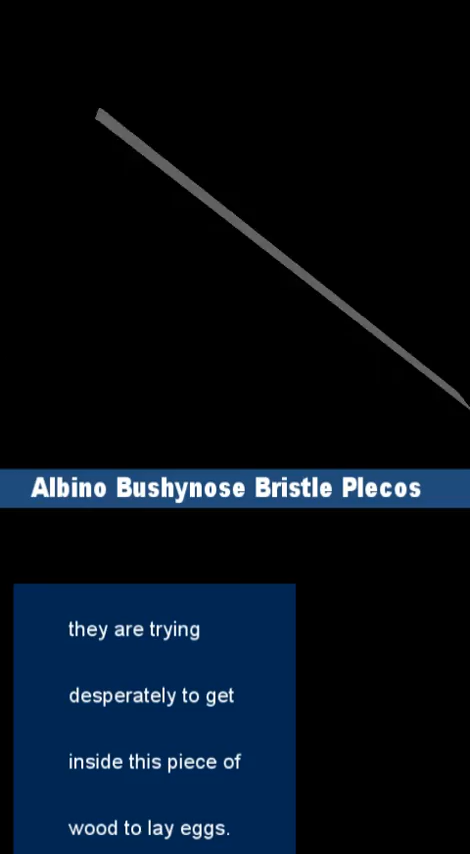 Albino Bushynose Bristle Plecos
they are trying
desperately to get
inside this piece of
wood to lay eggs.